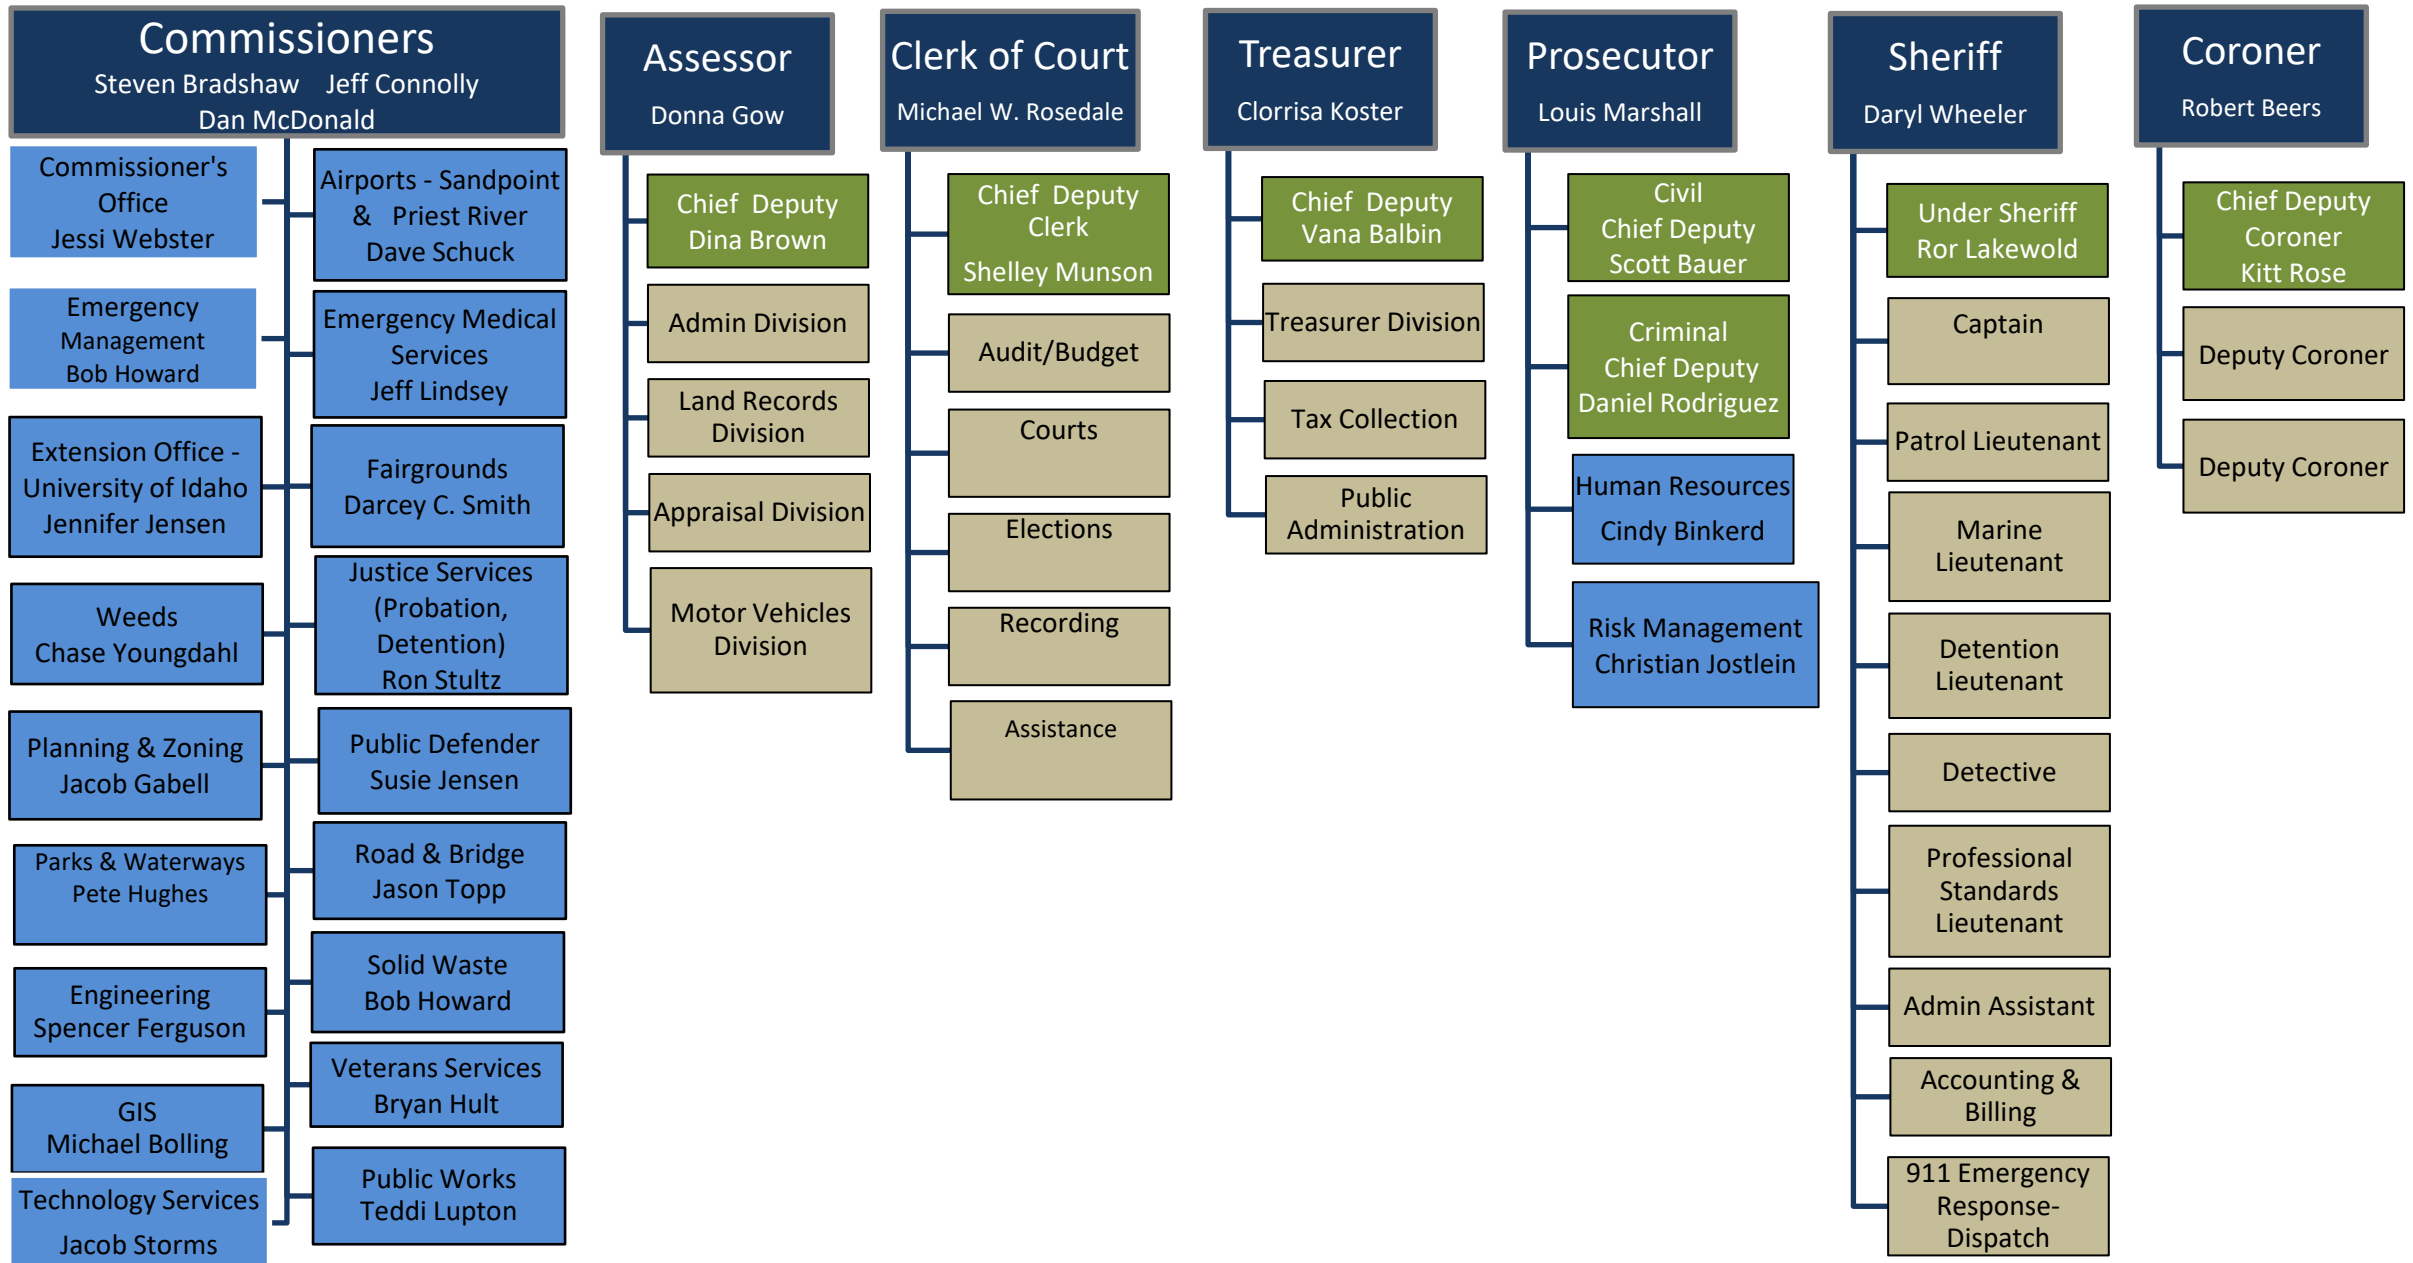 Commissioners
Steven Bradshaw Jeff Connolly
Dan McDonald
Commissioner's
Office
Jessi Webster
Emergency
Management
Bob Howard
Extension Office -
University of Idaho
Jennifer Jensen
Weeds
Chase Youngdahl
Planning & Zoning
Jacob Gabell
Parks & Waterways
Pete Hughes
Engineering
Spencer Ferguson
GIS
Michael Bolling
Technology Services
Jacob Storms
Airports - Sandpoint
& Priest River
Dave Schuck
Emergency Medical
Services
Jeff Lindsey
Fairgrounds
Darcey C. Smith
Justice Services
(Probation,
Detention)
Ron Stultz
Public Defender
Susie Jensen
Road & Bridge
Jason Topp
Solid Waste
Bob Howard
Veterans Services
Bryan Hult
Public Works
Teddi Lupton
Assessor
Donna Gow
Chief Deputy
Dina Brown
Admin Division
Land Records
Division
Appraisal Division
Motor Vehicles
Division
Clerk of Court
Michael W. Rosedale
Chief Deputy
Clerk
Shelley Munson
Audit/Budget
Courts
Elections
Recording
Assistance
Treasurer
Clorrisa Koster
Chief Deputy
Vana Balbin
Treasurer Division
Tax Collection
Public
Administration
Prosecutor
Louis Marshall
Civil
Chief Deputy
Scott Bauer
Criminal
Chief Deputy
Daniel Rodriguez
Human Resources
Cindy Binkerd
Risk Management
Christian Jostlein
Sheriff
Daryl Wheeler
Under Sheriff
Ror Lakewold
Captain
Patrol Lieutenant
Marine
Lieutenant
Detention
Lieutenant
Detective
Professional
Standards
Lieutenant
Admin Assistant
Accounting &
Billing
911 Emergency
Response-
Dispatch
Coroner
Robert Beers
Chief Deputy
Coroner
Kitt Rose
Deputy Coroner
Deputy Coroner